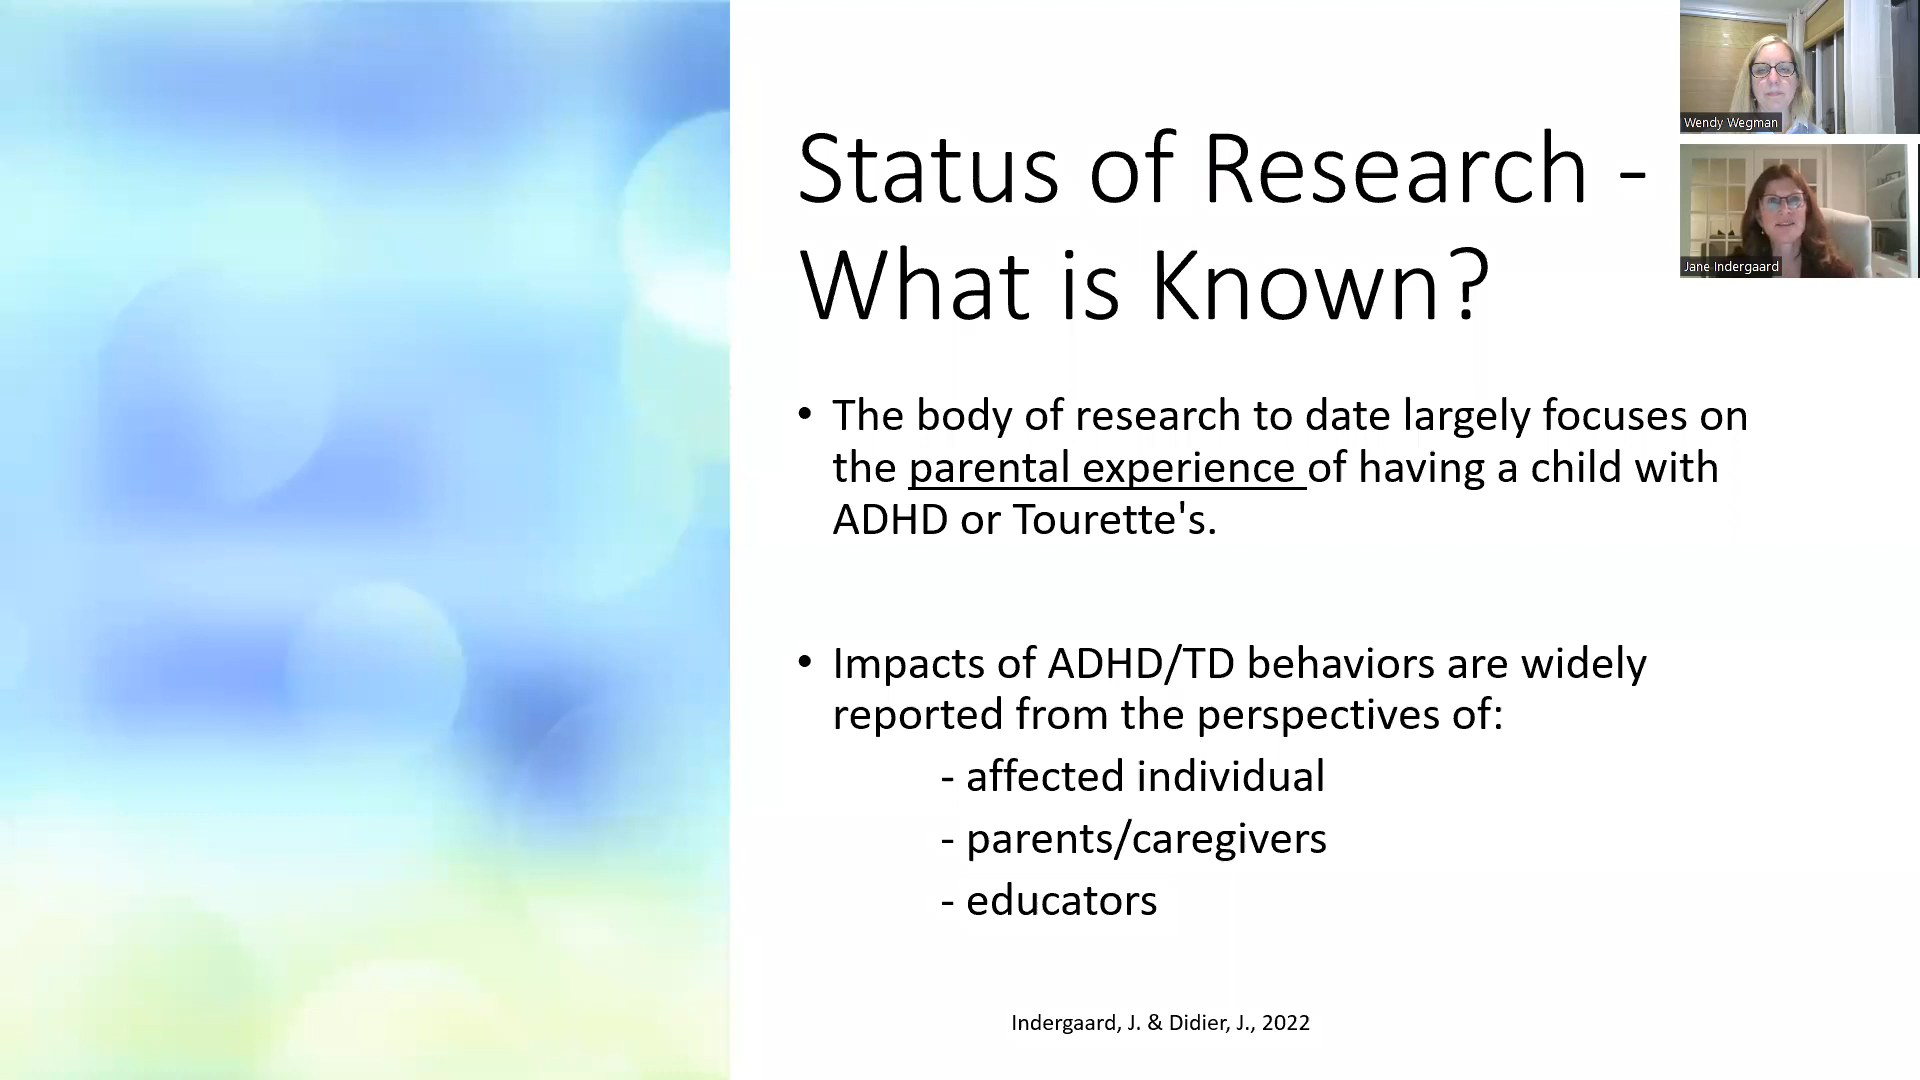 Status of Research -
What is Known?
• The body of research to date largely focuses on
the parental experience of having a child with
ADHD or Tourette's.
• Impacts of ADHD/TD behaviors are widely
reported from the perspectives of:
- affected individual
- parents/caregivers
- educators
Indergaard, J. & Didier, J., 2022
Wendy Wegman
Jane Indergaard